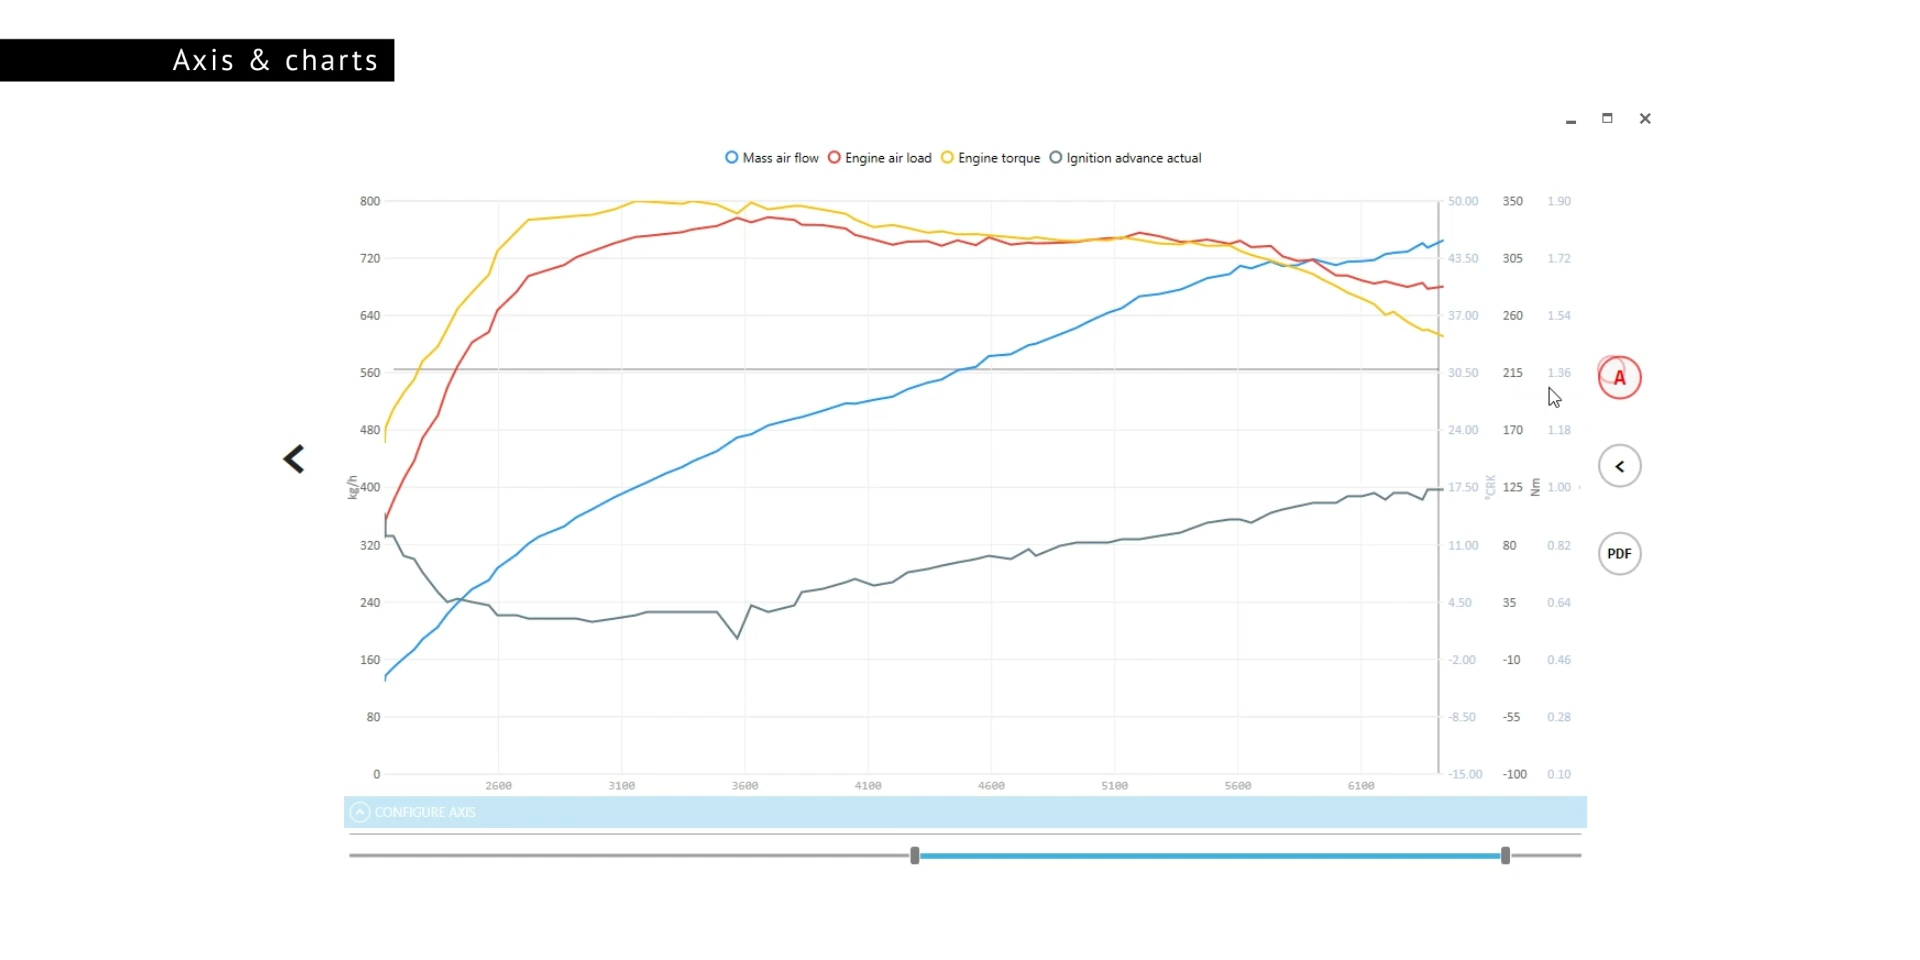 Axis & charts
Mass air flow Engine air load Engine torque Ignition advance actual
800 50.00 350 1.90
720 43.50 305 1.72
640 37.00 260 1.54
560 30.50 215 1.36
A
480 24.00 170 1.18
kg/h 400 17.50 °CRK 125 Nm 1.00
320 11.00 80 0.82
PDF
240 4.50 35 0.64
160 -2.00 -10 0.46
80 -8.50 -55 0.28
0 -15.00 -100 0.10
2600 3100 3600 4100 4600 5100 5600 6100
CONFIGURE AXIS